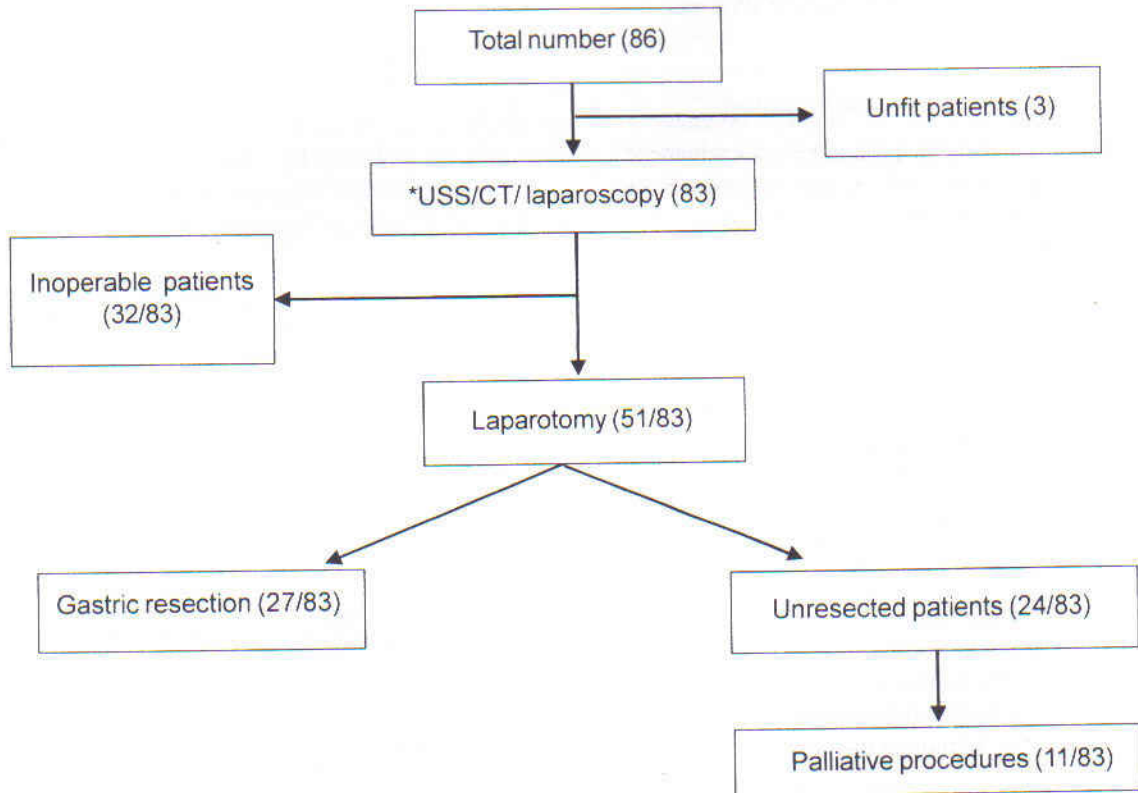 Total number (86)
Unfit patients (3)
*USS/CT/ laparoscopy (83)
Inoperable patients
(32/83)
Laparotomy (51/83)
Gastric resection (27/83)
Unresected patients (24/83)
Palliative procedures (11/83)